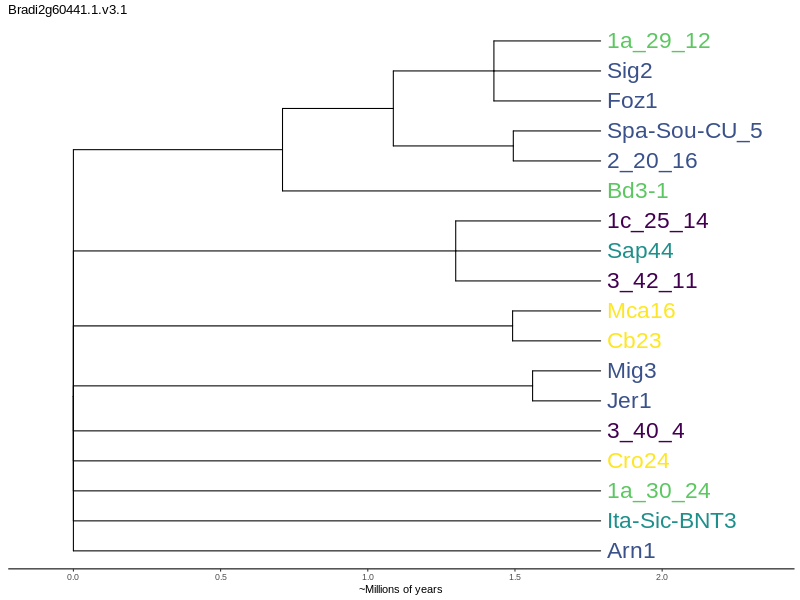 Bradi2g60441.1.v3.1
1a_29_12
Sig2
Foz1
Spa-Sou-CU_5
2_20_16
Bd3-1
1c_25_14
Sap44
3_42_11
Mca16
Cb23
Mig3
Jer1
3_40_4
Cro24
1a_30_24
Ita-Sic-BNT3
Arn1
0.0 0.5 1.0 1.5 2.0
~Millions of years